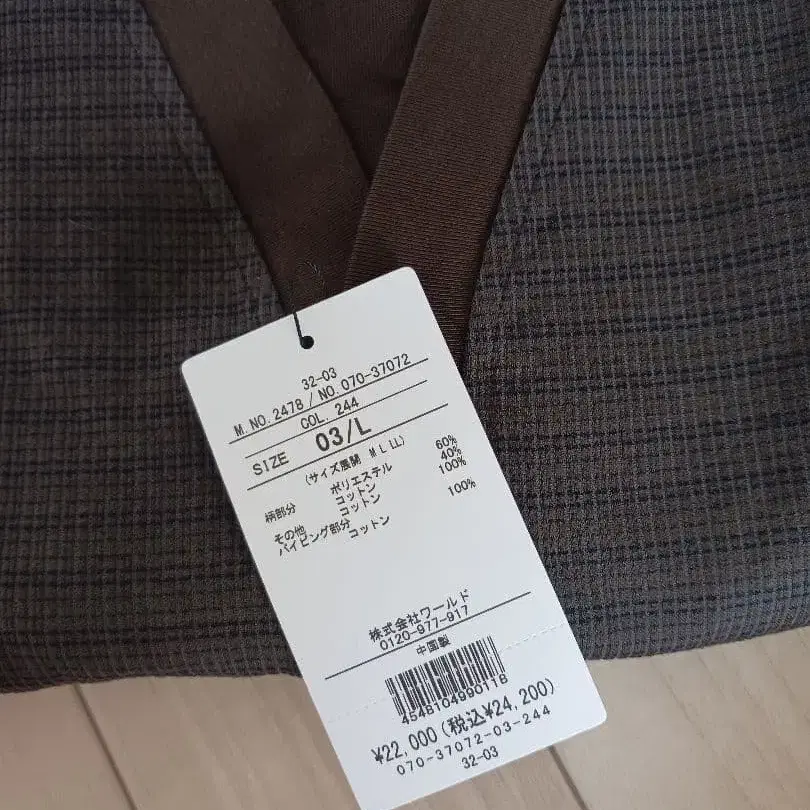 32-03
M.NO.2478 / NO.070-37072
COL. 244
SIZE 03/L
(サイズ展開 M L LL)
柄部分 ポリエステル 60%
コットン 40%
その他 コットン 100%
パイピング部分 コットン 100%
株式会社ワールド
0120-977-917
中国製
4548104990118
¥22,000(税込¥24,200)
070-37072-03-244
32-03